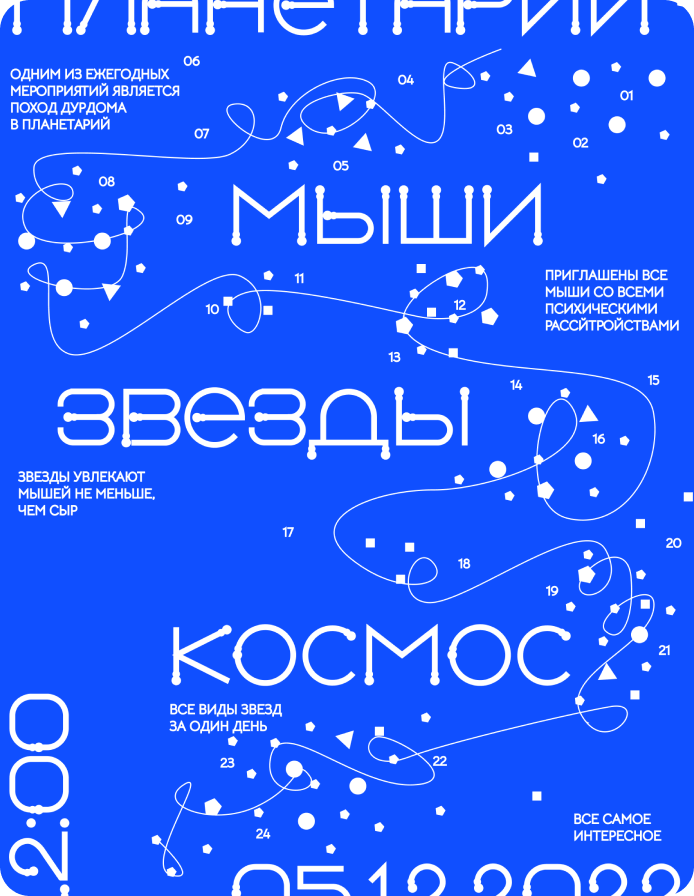 ПЛАНЕТАРИЙ
06
ОДНИМ ИЗ ЕЖЕГОДНЫХ
МЕРОПРИЯТИЙ ЯВЛЯЕТСЯ
ПОХОД ДУРДОМА
В ПЛАНЕТАРИЙ
04
01
03
02
07
05
08
09
МЫШИ
11
10
12
ПРИГЛАШЕНЫ ВСЕ
МЫШИ СО ВСЕМИ
ПСИХИЧЕСКИМИ
РАССЙТРОЙСТВАМИ
13
14
15
ЗВЕЗДЫ
16
ЗВЕЗДЫ УВЛЕКАЮТ
МЫШЕЙ НЕ МЕНЬШЕ,
ЧЕМ СЫР
17
18
20
19
КОСМОС
21
ВСЕ ВИДЫ ЗВЕЗД
ЗА ОДИН ДЕНЬ
23
22
24
ВСЕ САМОЕ
ИНТЕРЕСНОЕ
2:00
05.12.2022